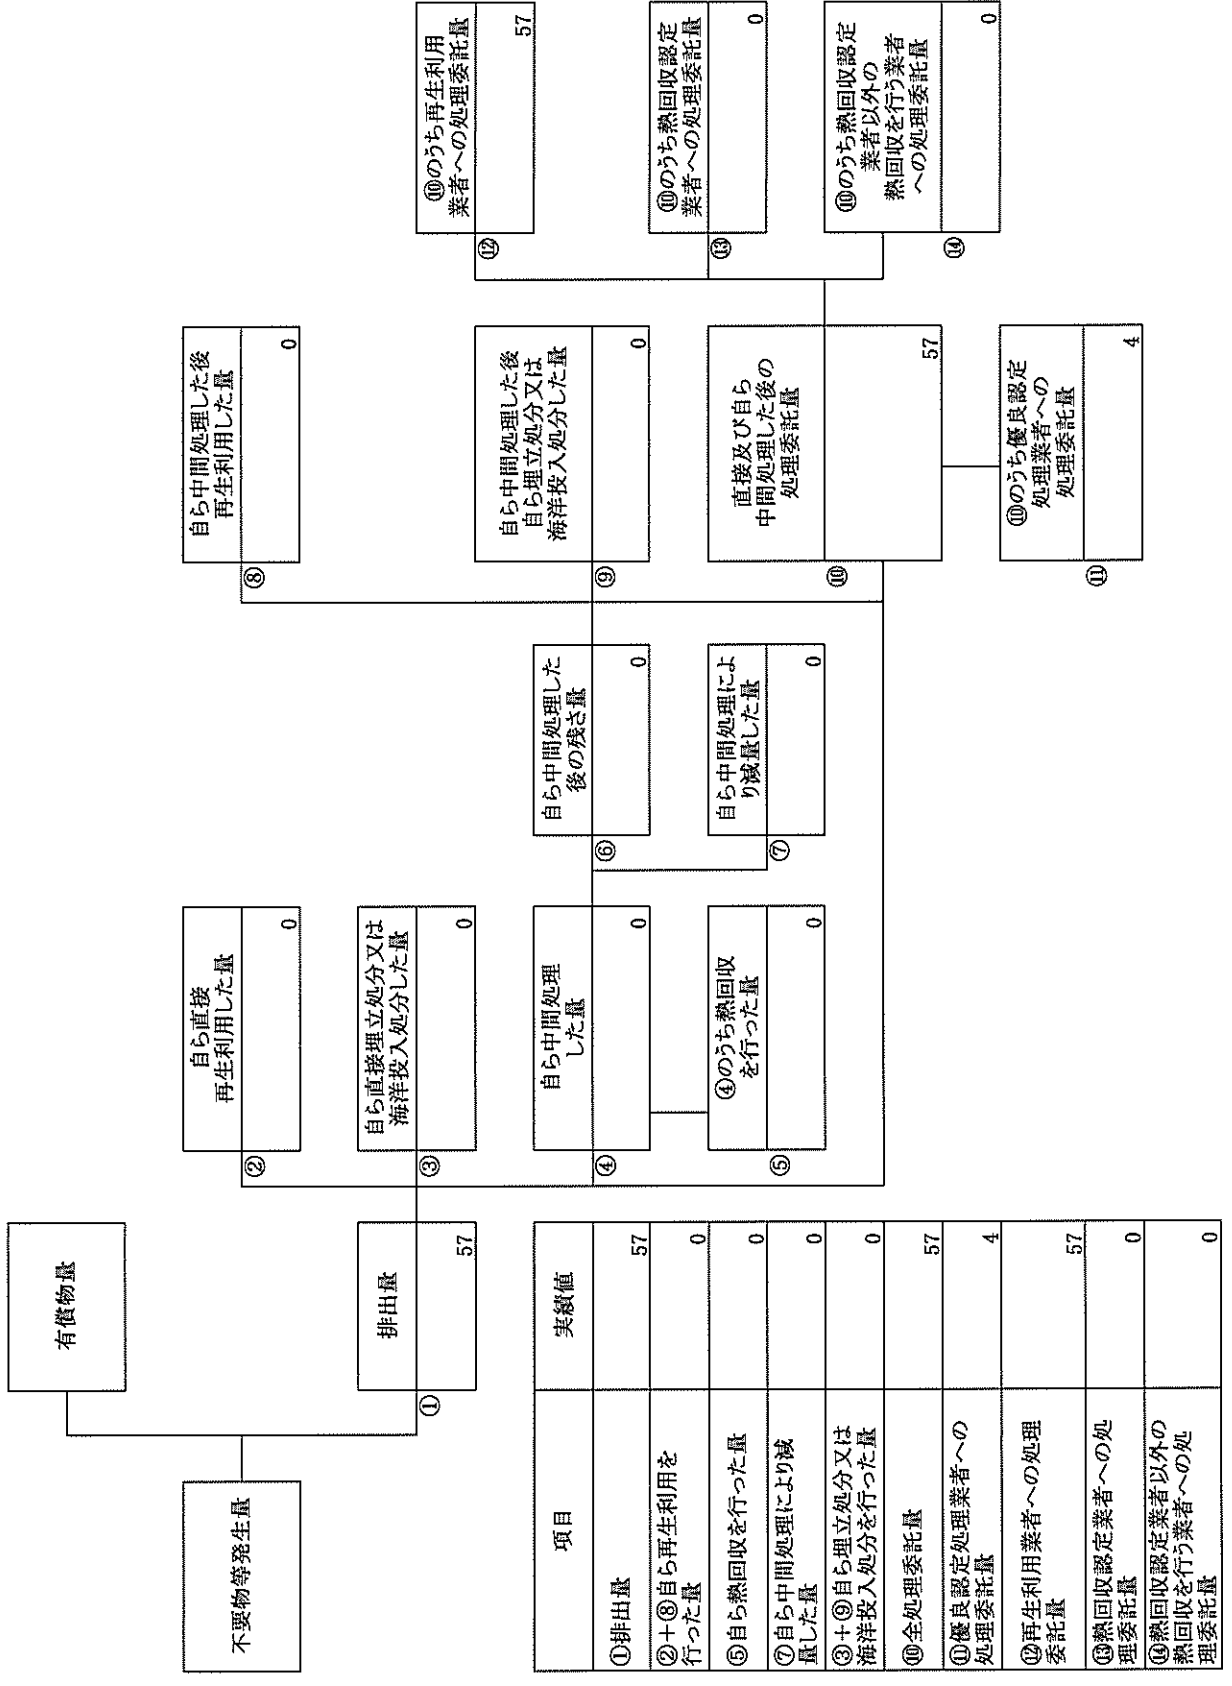 有償物量
不要物等発生量
排出量
①
57
自ら直接
再生利用した量
②
0
自ら直接埋立処分又は
海洋投入処分した量
③
0
自ら中間処理
した量
④
0
④のうち熱回収
を行った量
⑤
0
自ら中間処理した
後の残さ量
⑥
0
自ら中間処理によ
り減量した量
⑦
0
自ら中間処理した後
再生利用した量
⑧
0
自ら中間処理した後
自ら埋立処分又は
海洋投入処分した量
⑨
0
直接及び自ら
中間処理した後の
処理委託量
⑩
57
⑩のうち優良認定
処理業者への
処理委託量
⑪
4
⑩のうち再生利用
業者への処理委託量
⑫
57
⑩のうち熱回収認定
業者への処理委託量
⑬
0
⑩のうち熱回収認定
業者以外の
熱回収を行う業者
への処理委託量
⑭
0
項目 実績値
①排出量 57
②+⑧自ら再生利用を
行った量 0
⑤自ら熱回収を行った量 0
⑦自ら中間処理により減
量した量 0
③+⑨自ら埋立処分又は
海洋投入処分を行った量 0
⑩全処理委託量 57
⑪優良認定処理業者への
処理委託量 4
⑫再生利用業者への処理
委託量 57
⑬熱回収認定業者への処
理委託量 0
⑭熱回収認定業者以外の
熱回収を行う業者への処
理委託量 0